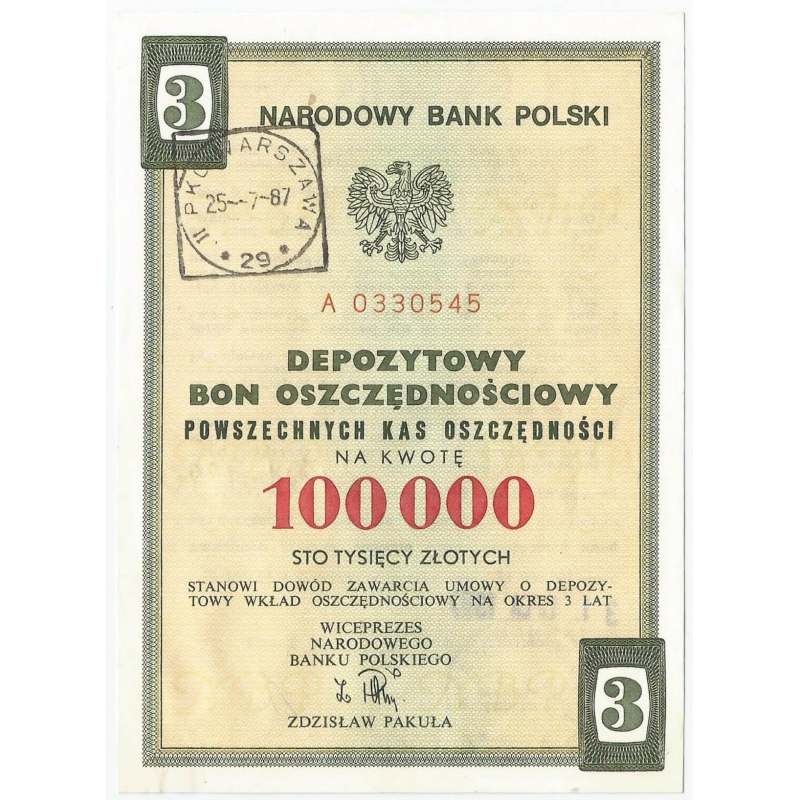 3
NARODOWY BANK POLSKI
II PKO WARSZAWA
25-7-87
* 29 *
A 0330545
DEPOZYTOWY
BON OSZCZĘDNOŚCIOWY
POWSZECHNYCH KAS OSZCZĘDNOŚCI
NA KWOTĘ
100 000
STO TYSIĘCY ZŁOTYCH
STANOWI DOWÓD ZAWARCIA UMOWY O DEPOZY-
TOWY WKŁAD OSZCZĘDNOŚCIOWY NA OKRES 3 LAT
WICEPREZES
NARODOWEGO
BANKU POLSKIEGO
ZDZISŁAW PAKUŁA
3